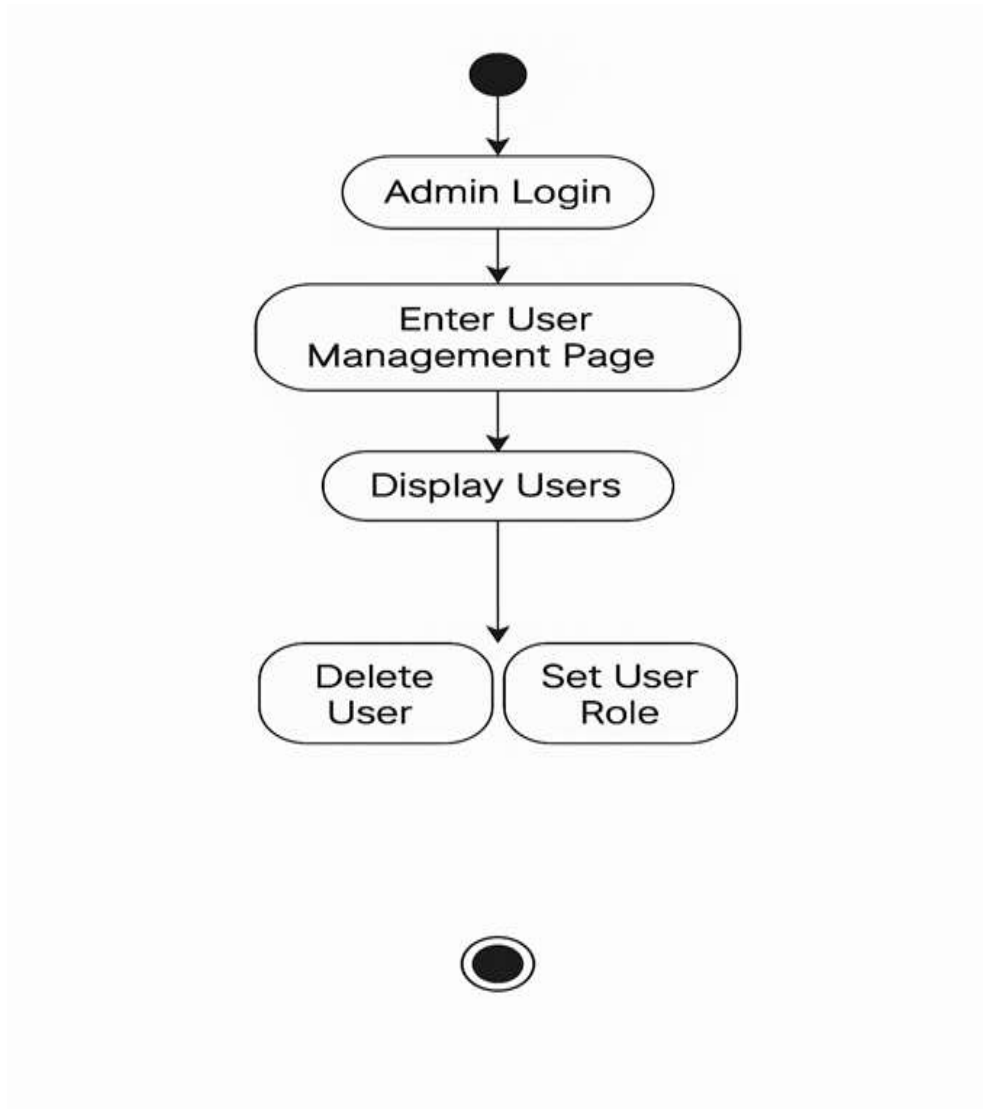 Admin Login
Enter User
Management Page
Display Users
Delete
User
Set User
Role